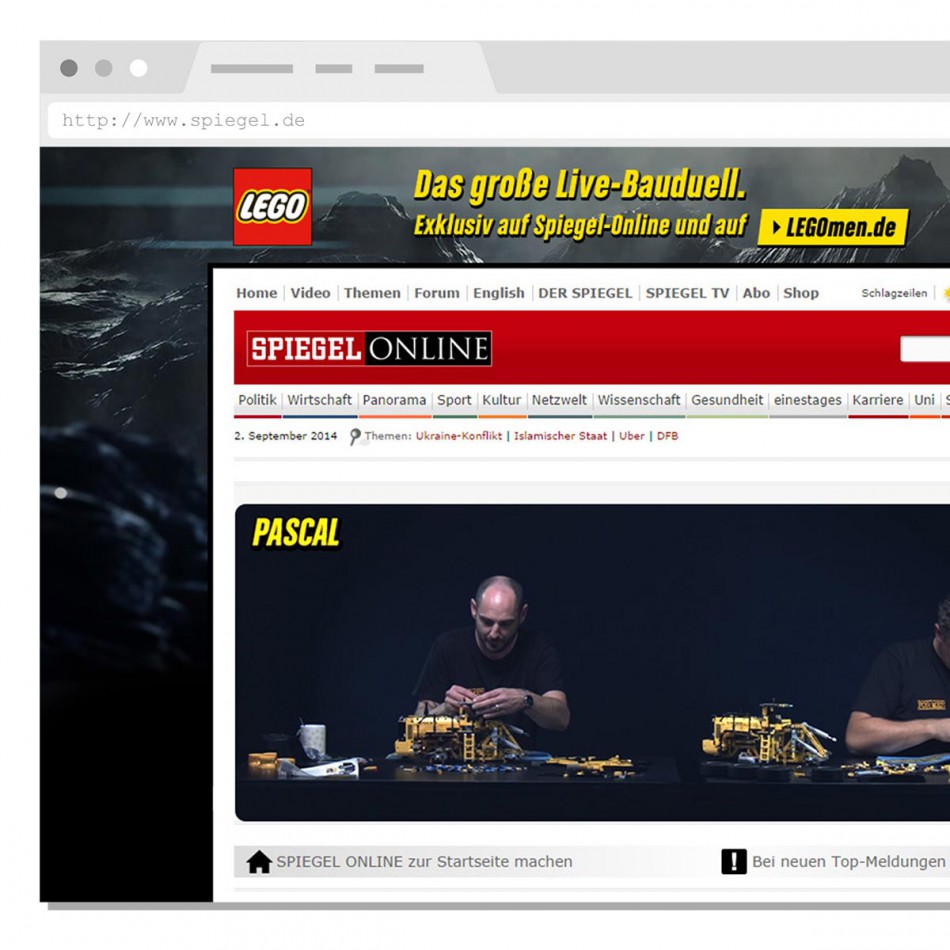 http://www.spiegel.de
LEGO
Das große Live-Bauduell.
Exklusiv auf Spiegel-Online und auf LEGOmen.de
Home Video Themen Forum English DER SPIEGEL SPIEGEL TV Abo Shop Schlagzeilen
SPIEGEL ONLINE
Politik Wirtschaft Panorama Sport Kultur Netzwelt Wissenschaft Gesundheit einestages Karriere Uni S
2. September 2014 Themen: Ukraine-Konflikt | Islamischer Staat | Uber | DFB
PASCAL
SPIEGEL ONLINE zur Startseite machen
Bei neuen Top-Meldungen